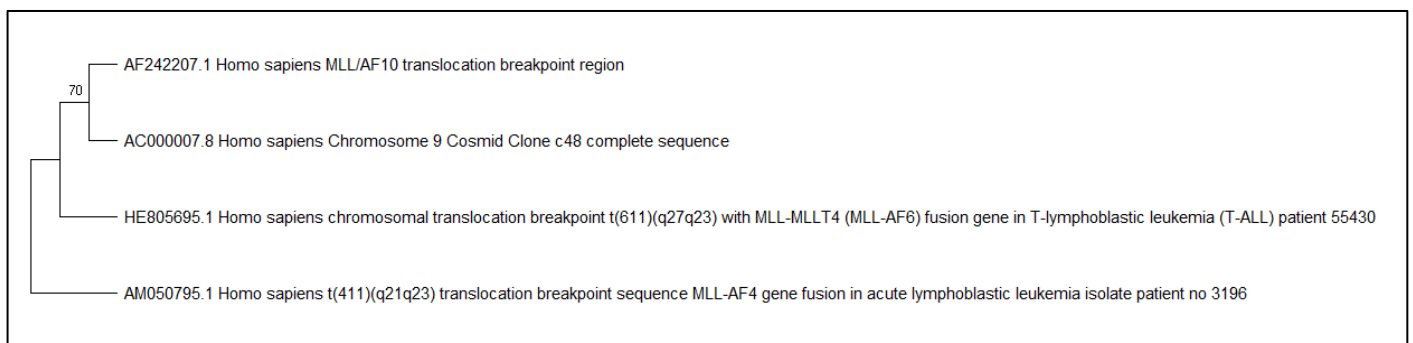 AF242207.1 Homo sapiens MLL/AF10 translocation breakpoint region
70
AC000007.8 Homo sapiens Chromosome 9 Cosmid Clone c48 complete sequence
HE805695.1 Homo sapiens chromosomal translocation breakpoint t(611)(q27q23) with MLL-MLLT4 (MLL-AF6) fusion gene in T-lymphoblastic leukemia (T-ALL) patient 55430
AM050795.1 Homo sapiens t(411)(q21q23) translocation breakpoint sequence MLL-AF4 gene fusion in acute lymphoblastic leukemia isolate patient no 3196